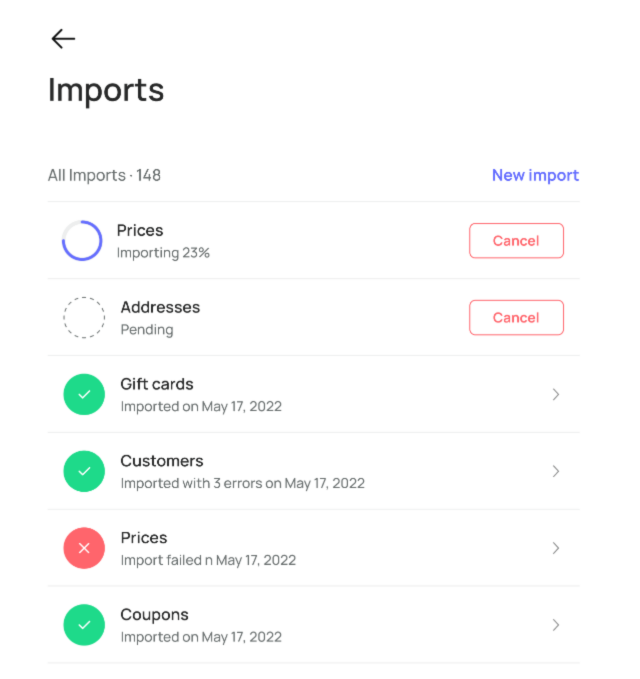 Imports
All Imports · 148
New import
Prices
Importing 23%
Cancel
Addresses
Pending
Cancel
Gift cards
Imported on May 17, 2022
Customers
Imported with 3 errors on May 17, 2022
Prices
Import failed n May 17, 2022
Coupons
Imported on May 17, 2022